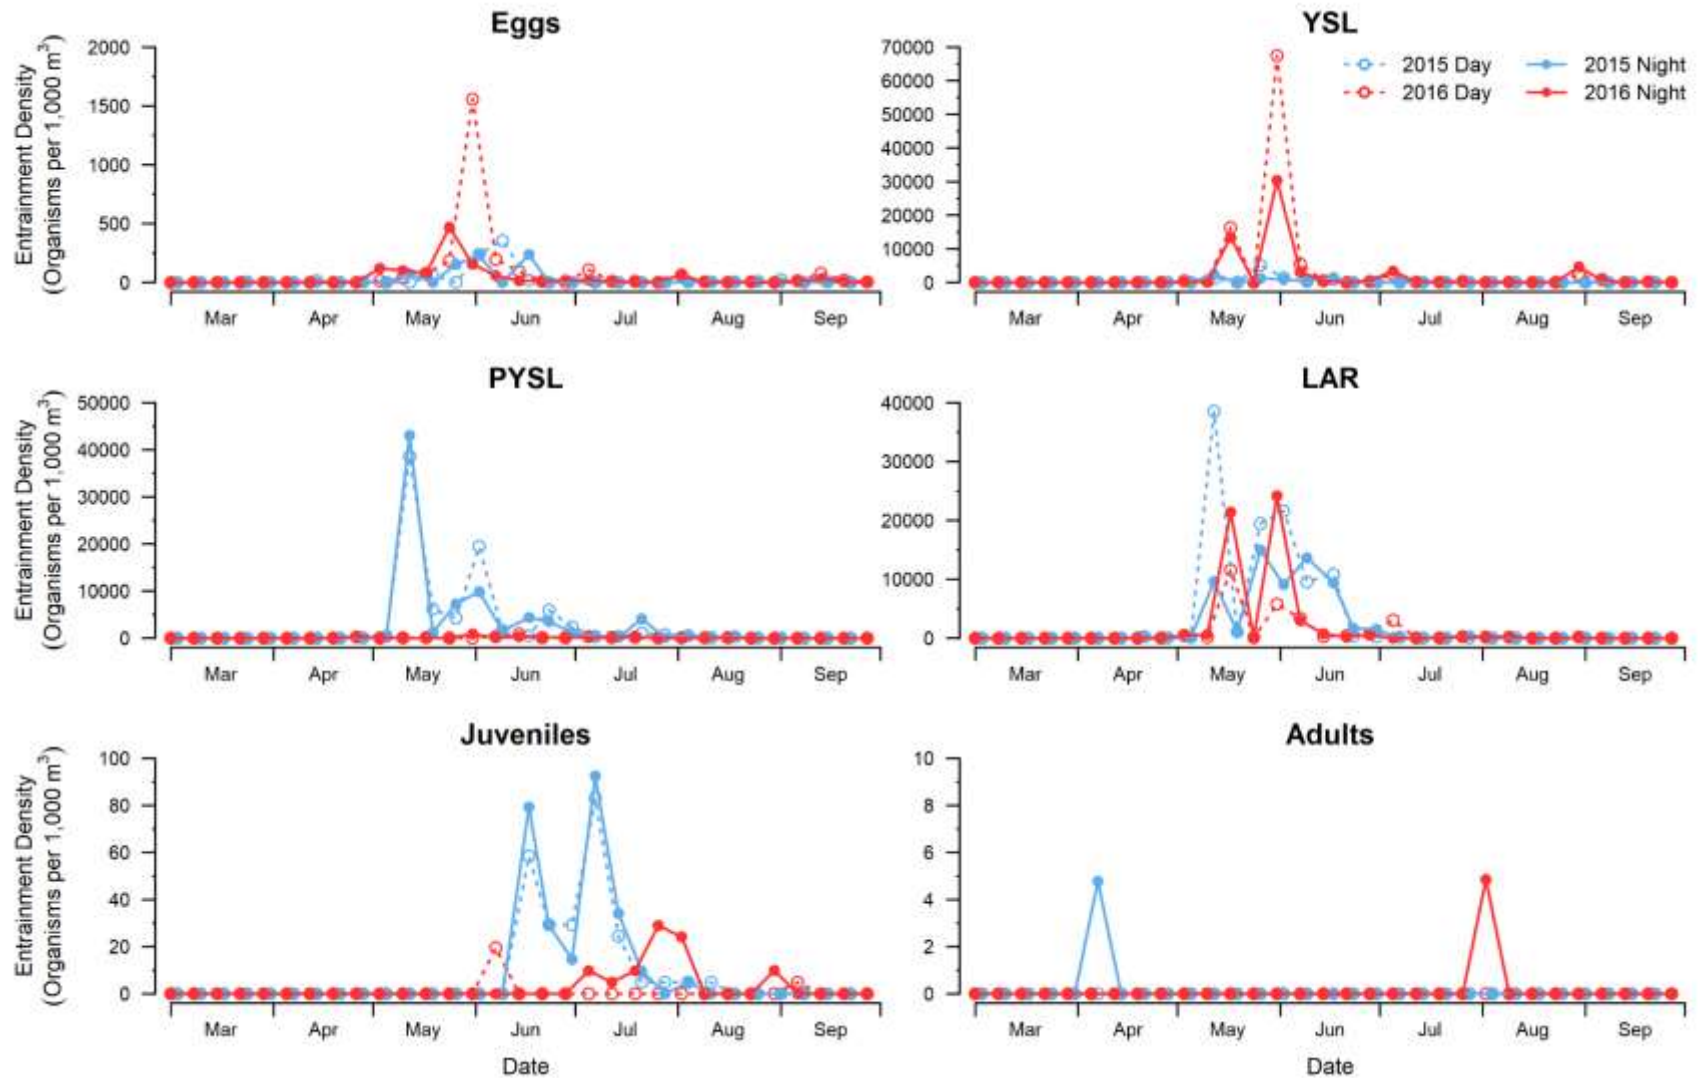 Eggs
Entrainment Density
(Organisms per 1,000 m³)
2000
1500
1000
500
0
Mar Apr May Jun Jul Aug Sep
YSL
70000
60000
50000
40000
30000
20000
10000
0
2015 Day 2015 Night
2016 Day 2016 Night
Mar Apr May Jun Jul Aug Sep
PYSL
Entrainment Density
(Organisms per 1,000 m³)
50000
40000
30000
20000
10000
0
Mar Apr May Jun Jul Aug Sep
LAR
40000
30000
20000
10000
0
Mar Apr May Jun Jul Aug Sep
Juveniles
Entrainment Density
(Organisms per 1,000 m³)
100
80
60
40
20
0
Mar Apr May Jun Jul Aug Sep
Date
Adults
10
8
6
4
2
0
Mar Apr May Jun Jul Aug Sep
Date